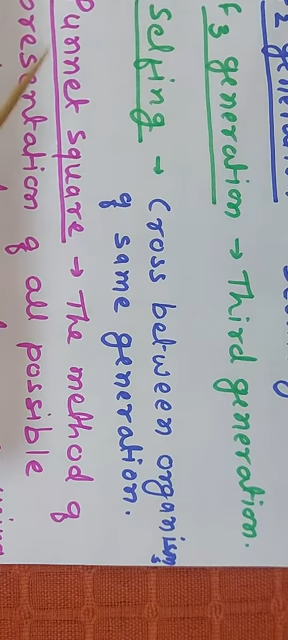 F3 generation → Third generation.
Selfing → Cross between organisms
of same generation.
Punnet square → The method of
presentation of all possible